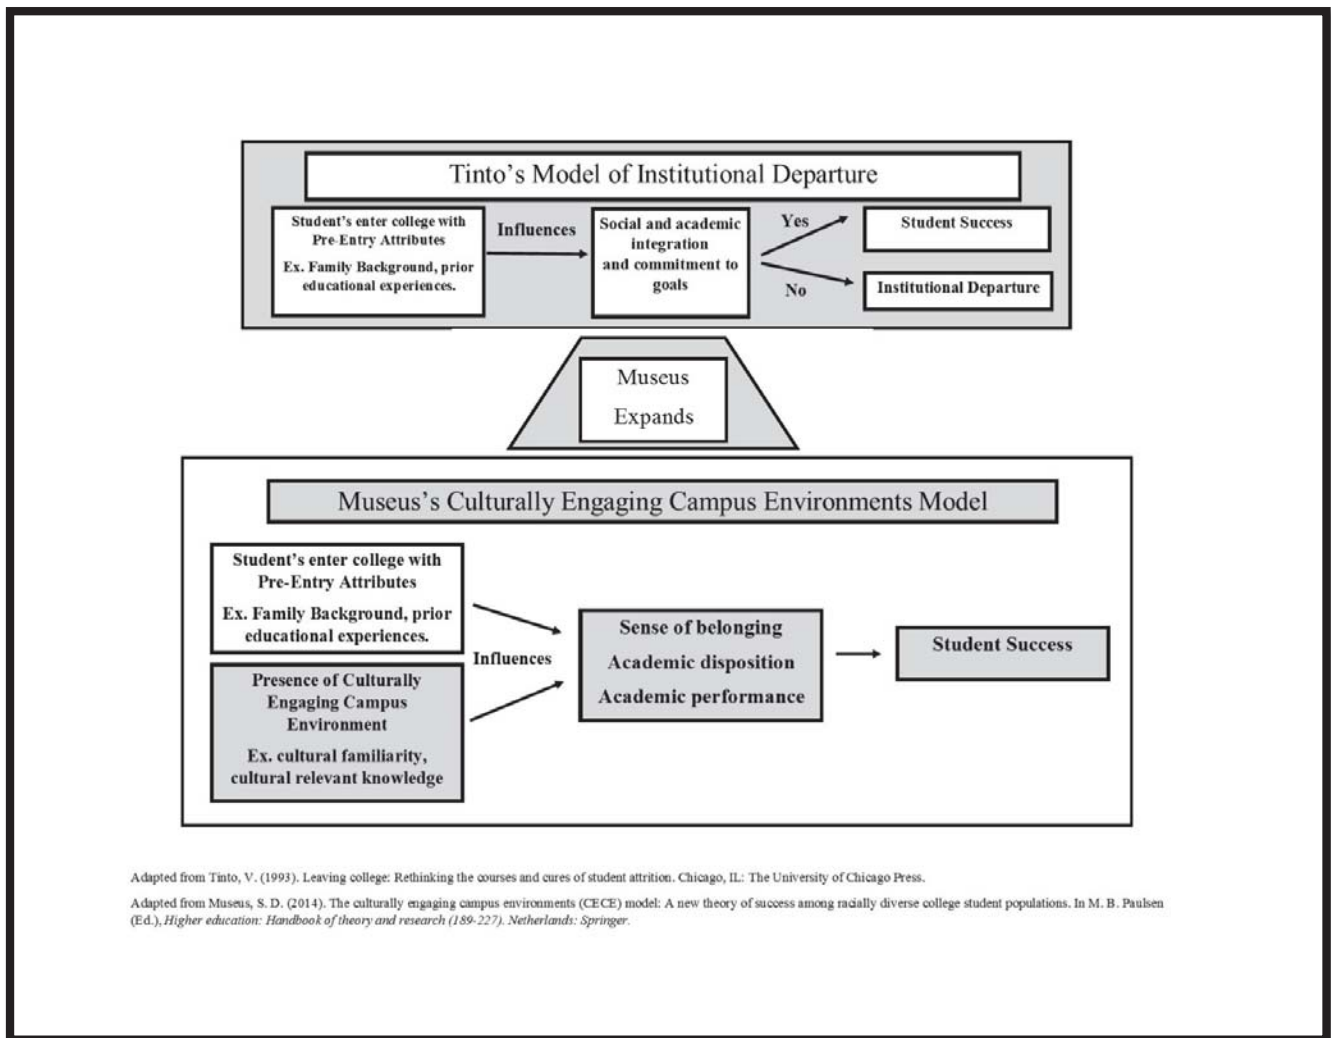 Tinto's Model of Institutional Departure
Student's enter college with
Pre-Entry Attributes
Ex. Family Background, prior
educational experiences.
Influences
Social and academic
integration
and commitment to
goals
Yes
No
Student Success
Institutional Departure
Museus
Expands
Museus's Culturally Engaging Campus Environments Model
Student's enter college with
Pre-Entry Attributes
Ex. Family Background, prior
educational experiences.
Presence of Culturally
Engaging Campus
Environment
Ex. cultural familiarity,
cultural relevant knowledge
Influences
Sense of belonging
Academic disposition
Academic performance
Student Success
Adapted from Tinto, V. (1993). Leaving college: Rethinking the courses and cures of student attrition. Chicago, IL: The University of Chicago Press.
Adapted from Museus, S. D. (2014). The culturally engaging campus environments (CECE) model: A new theory of success among racially diverse college student populations. In M. B. Paulsen
(Ed.), Higher education: Handbook of theory and research (189-227). Netherlands: Springer.